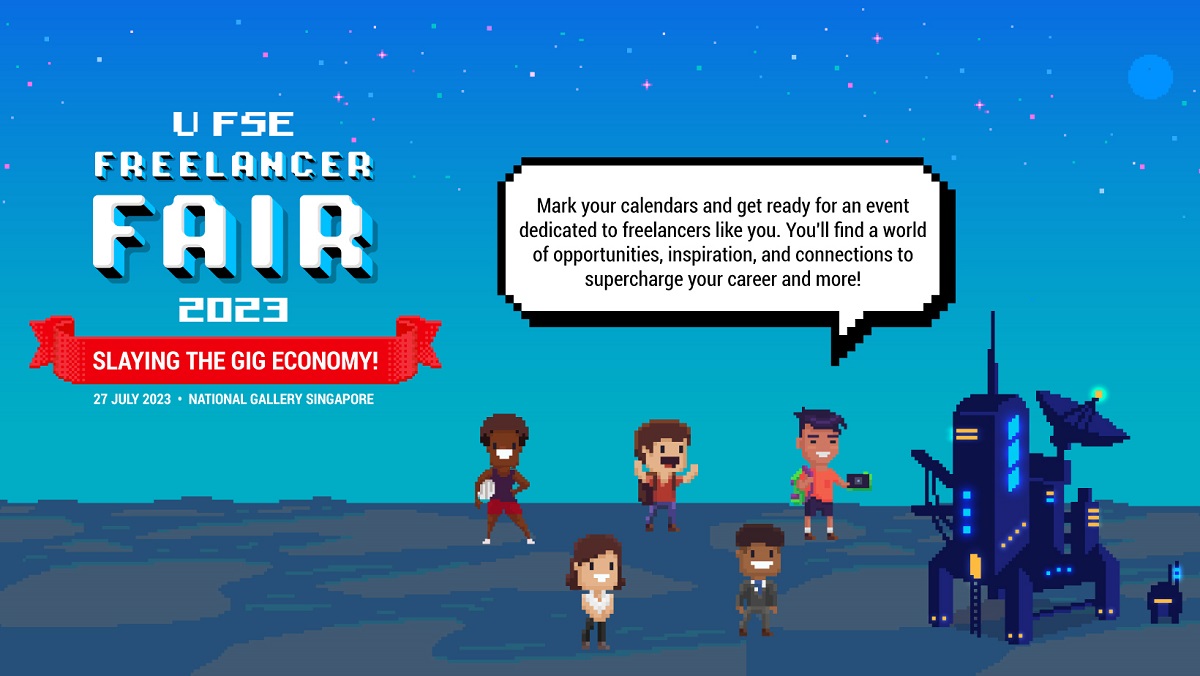 U FSE
FREELANCER
FAIR
2023
SLAYING THE GIG ECONOMY!
27 JULY 2023 • NATIONAL GALLERY SINGAPORE
Mark your calendars and get ready for an event
dedicated to freelancers like you. You'll find a world
of opportunities, inspiration, and connections to
supercharge your career and more!